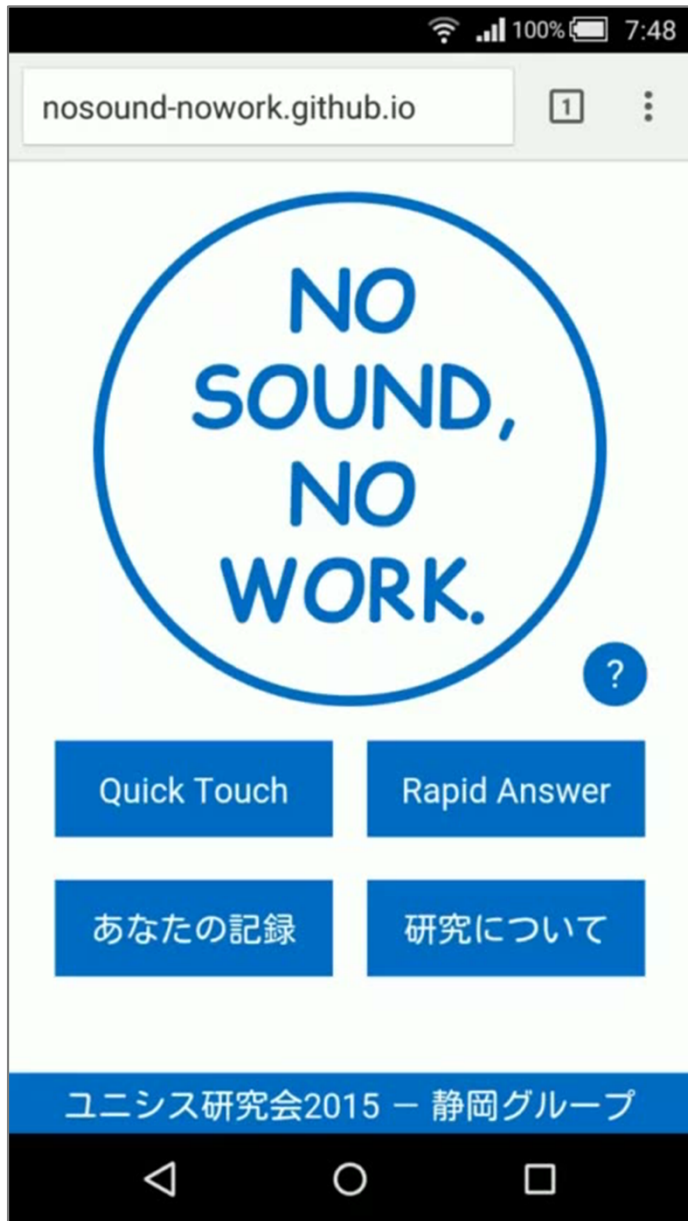 100% 7:48
nosound-nowork.github.io 1
NO
SOUND,
NO
WORK.
?
Quick Touch Rapid Answer
あなたの記録 研究について
ユニシス研究会2015 － 静岡グループ